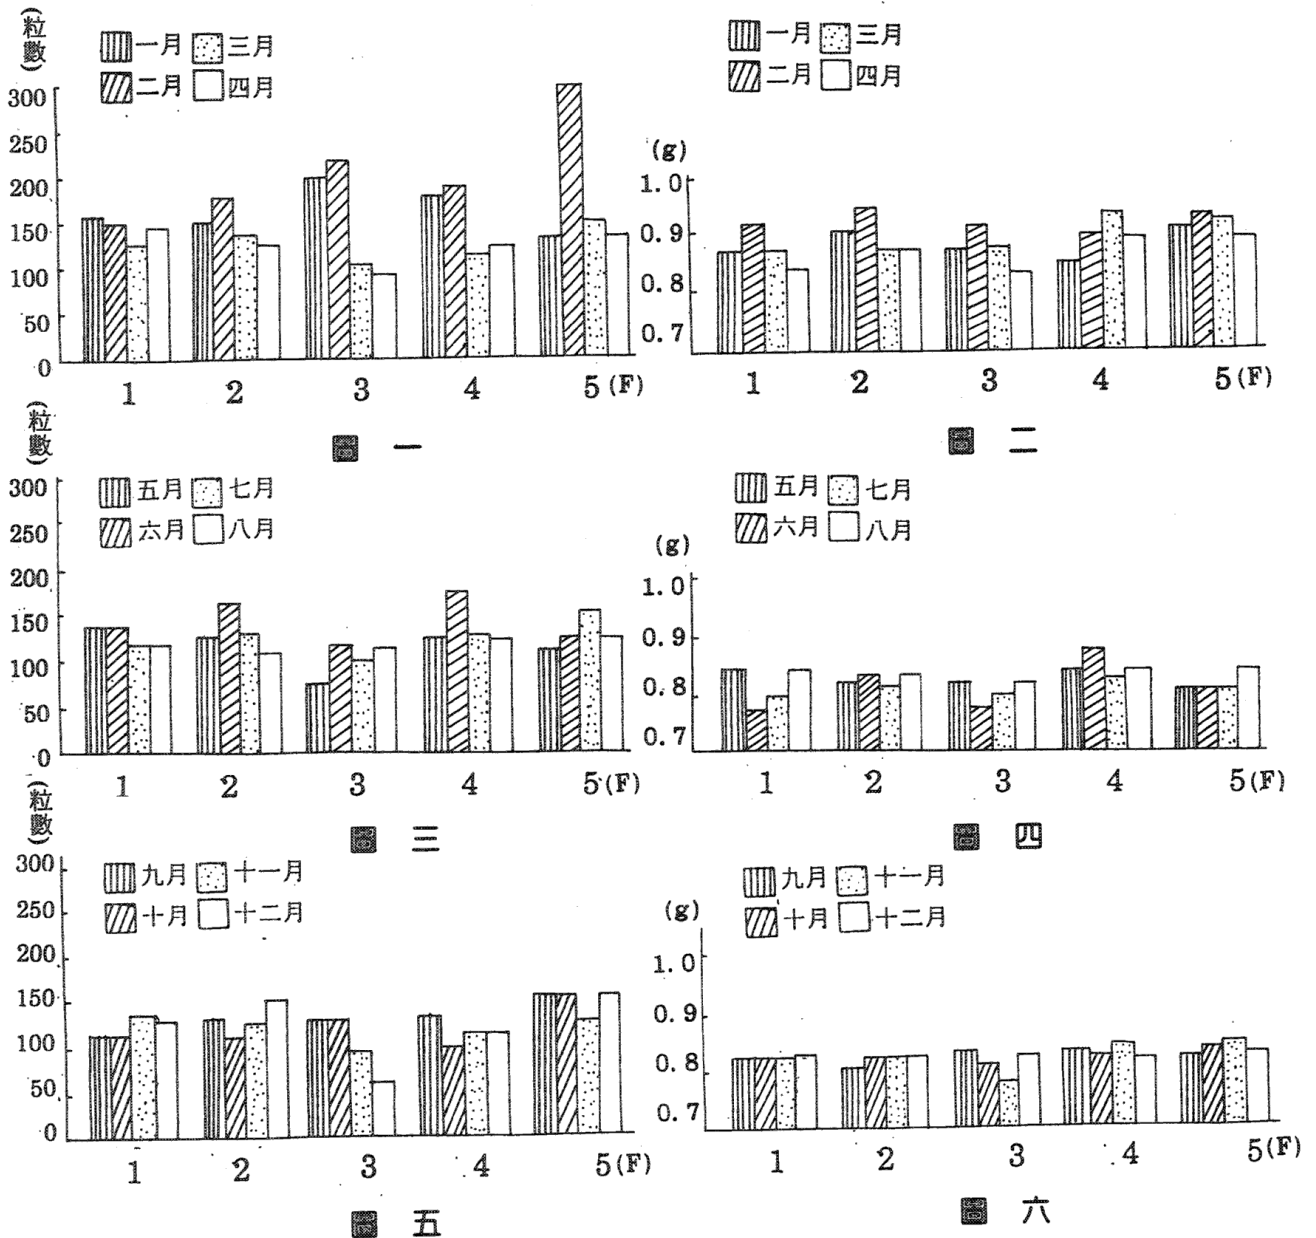 (粒數)
一月 三月
二月 四月
300
250
200
150
100
50
0
1 2 3 4 5(F)
圖 一
一月 三月
二月 四月
(g)
1.0
0.9
0.8
0.7
1 2 3 4 5(F)
圖 二
(粒數)
五月 七月
六月 八月
300
250
200
150
100
50
0
1 2 3 4 5(F)
圖 三
五月 七月
六月 八月
(g)
1.0
0.9
0.8
0.7
1 2 3 4 5(F)
圖 四
(粒數)
九月 十一月
十月 十二月
300
250
200
150
100
50
0
1 2 3 4 5(F)
圖 五
九月 十一月
十月 十二月
(g)
1.0
0.9
0.8
0.7
1 2 3 4 5(F)
圖 六